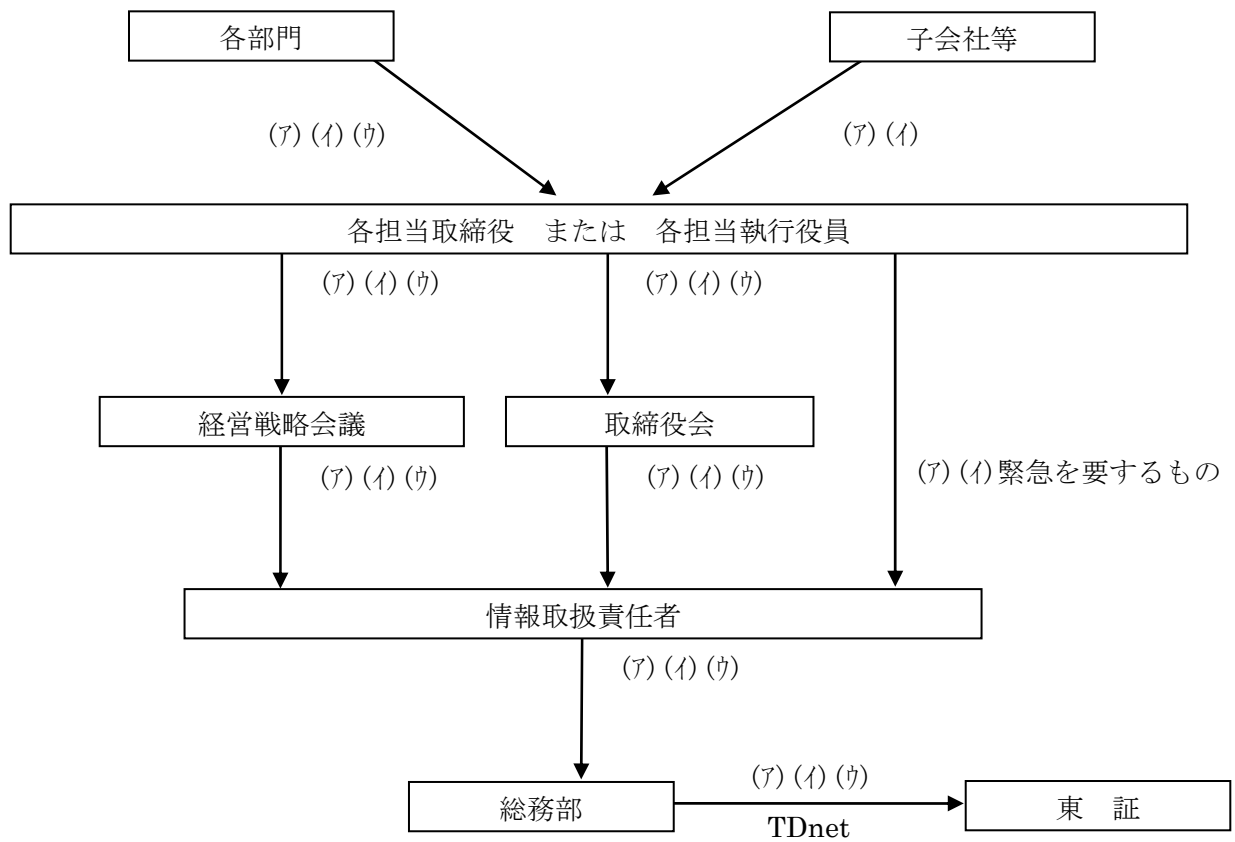 各部門
子会社等
(ｱ) (ｲ) (ｳ)
(ｱ) (ｲ)
各担当取締役　または　各担当執行役員
(ｱ) (ｲ) (ｳ)
(ｱ) (ｲ) (ｳ)
経営戦略会議
取締役会
(ｱ) (ｲ) (ｳ)
(ｱ) (ｲ) (ｳ)
(ｱ) (ｲ)緊急を要するもの
情報取扱責任者
(ｱ) (ｲ) (ｳ)
総務部
(ｱ) (ｲ) (ｳ)
TDnet
東　証